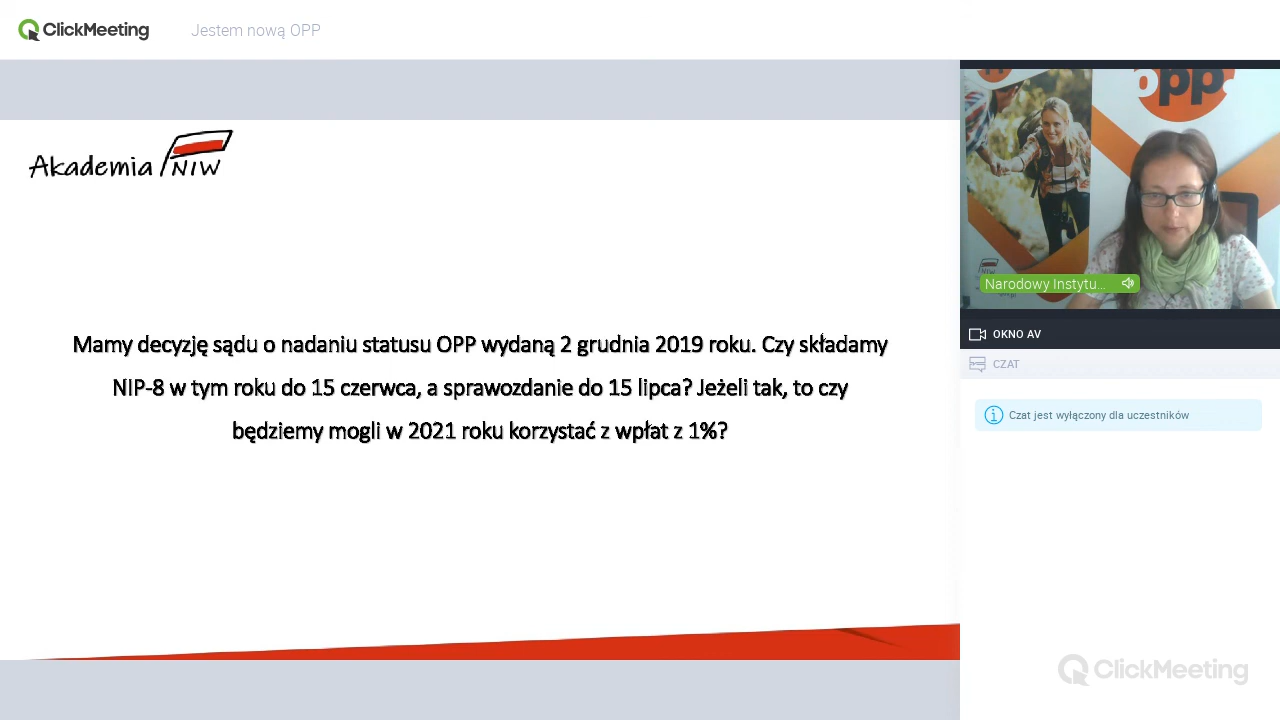 ClickMeeting
Jestem nową OPP
Akademia NIW
Mamy decyzję sądu o nadaniu statusu OPP wydaną 2 grudnia 2019 roku. Czy składamy
NIP-8 w tym roku do 15 czerwca, a sprawozdanie do 15 lipca? Jeżeli tak, to czy
będziemy mogli w 2021 roku korzystać z wpłat z 1%?
opp
NIW
Narodowy Instytu...
OKNO AV
CZAT
Czat jest wyłączony dla uczestników
ClickMeeting